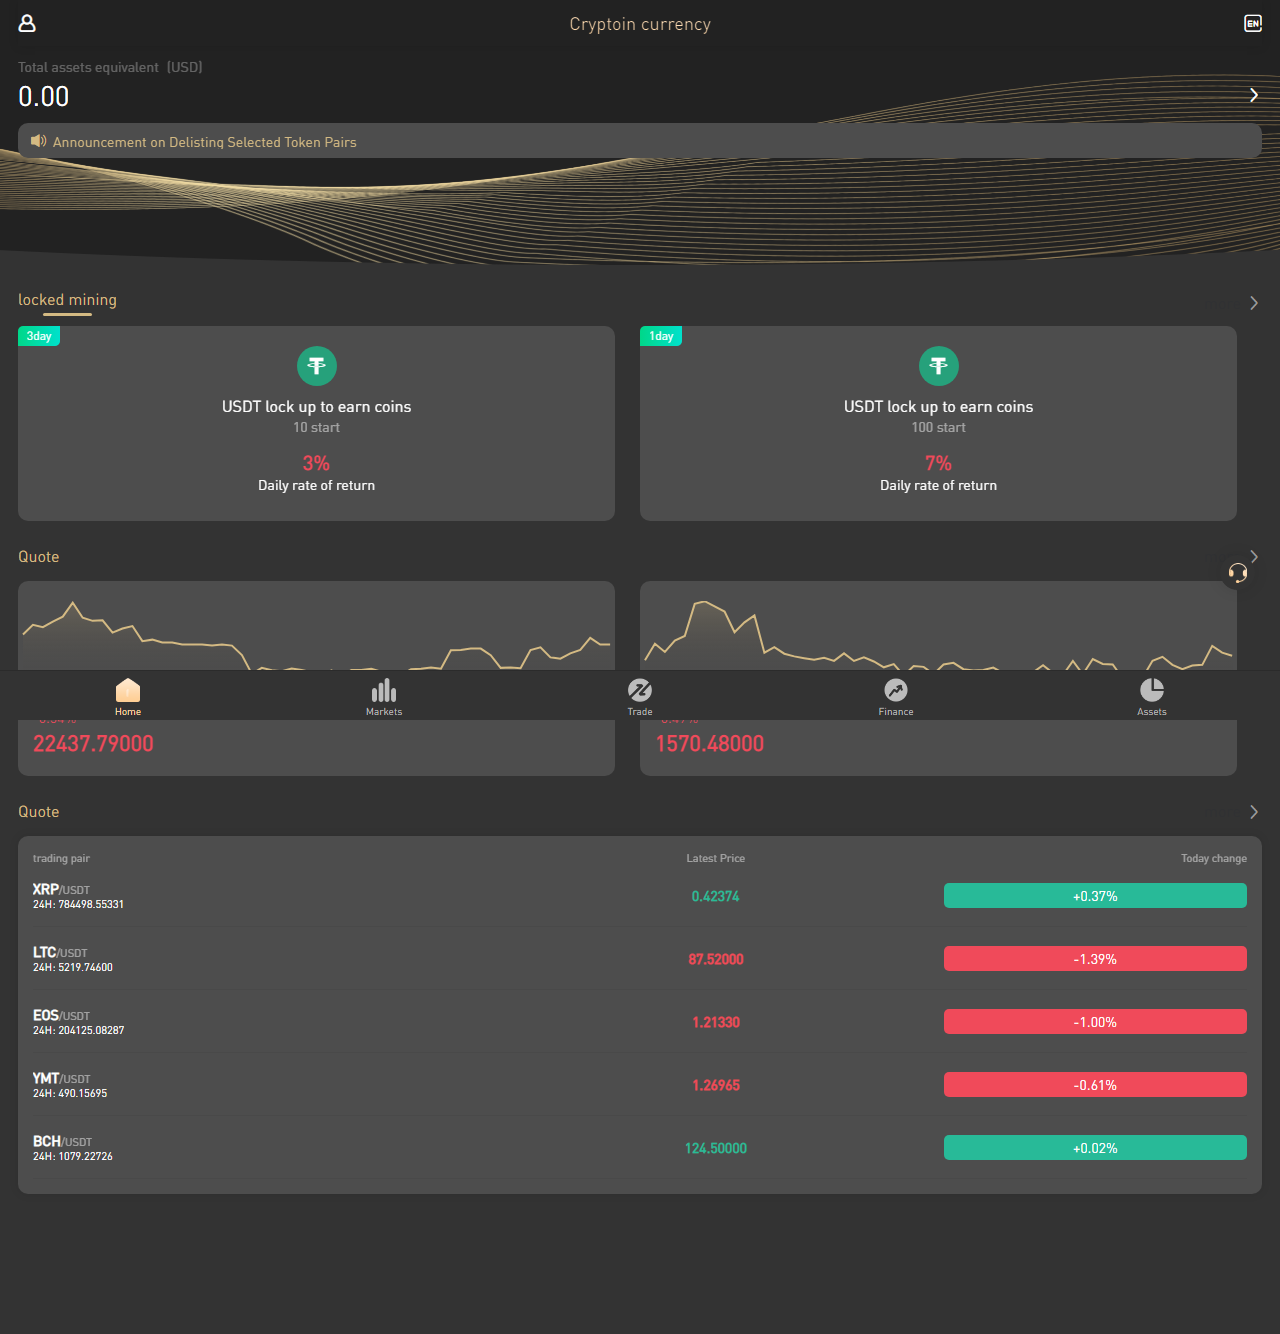 Cryptoin currency
EN
Total assets equivalent (USD)
0.00
Announcement on Delisting Selected Token Pairs
locked mining
3day
USDT lock up to earn coins
10 start
3%
Daily rate of return
1day
USDT lock up to earn coins
100 start
7%
Daily rate of return
Quote
Home
Markets
Trade
Finance
Assets
22437.79000
1570.48000
Quote
trading pair Latest Price Today change
XRP/USDT
24H: 784498.55331
0.42374
+0.37%
LTC/USDT
24H: 5219.74600
87.52000
-1.39%
EOS/USDT
24H: 204125.08287
1.21330
-1.00%
YMT/USDT
24H: 490.15695
1.26965
-0.61%
BCH/USDT
24H: 1079.22726
124.50000
+0.02%